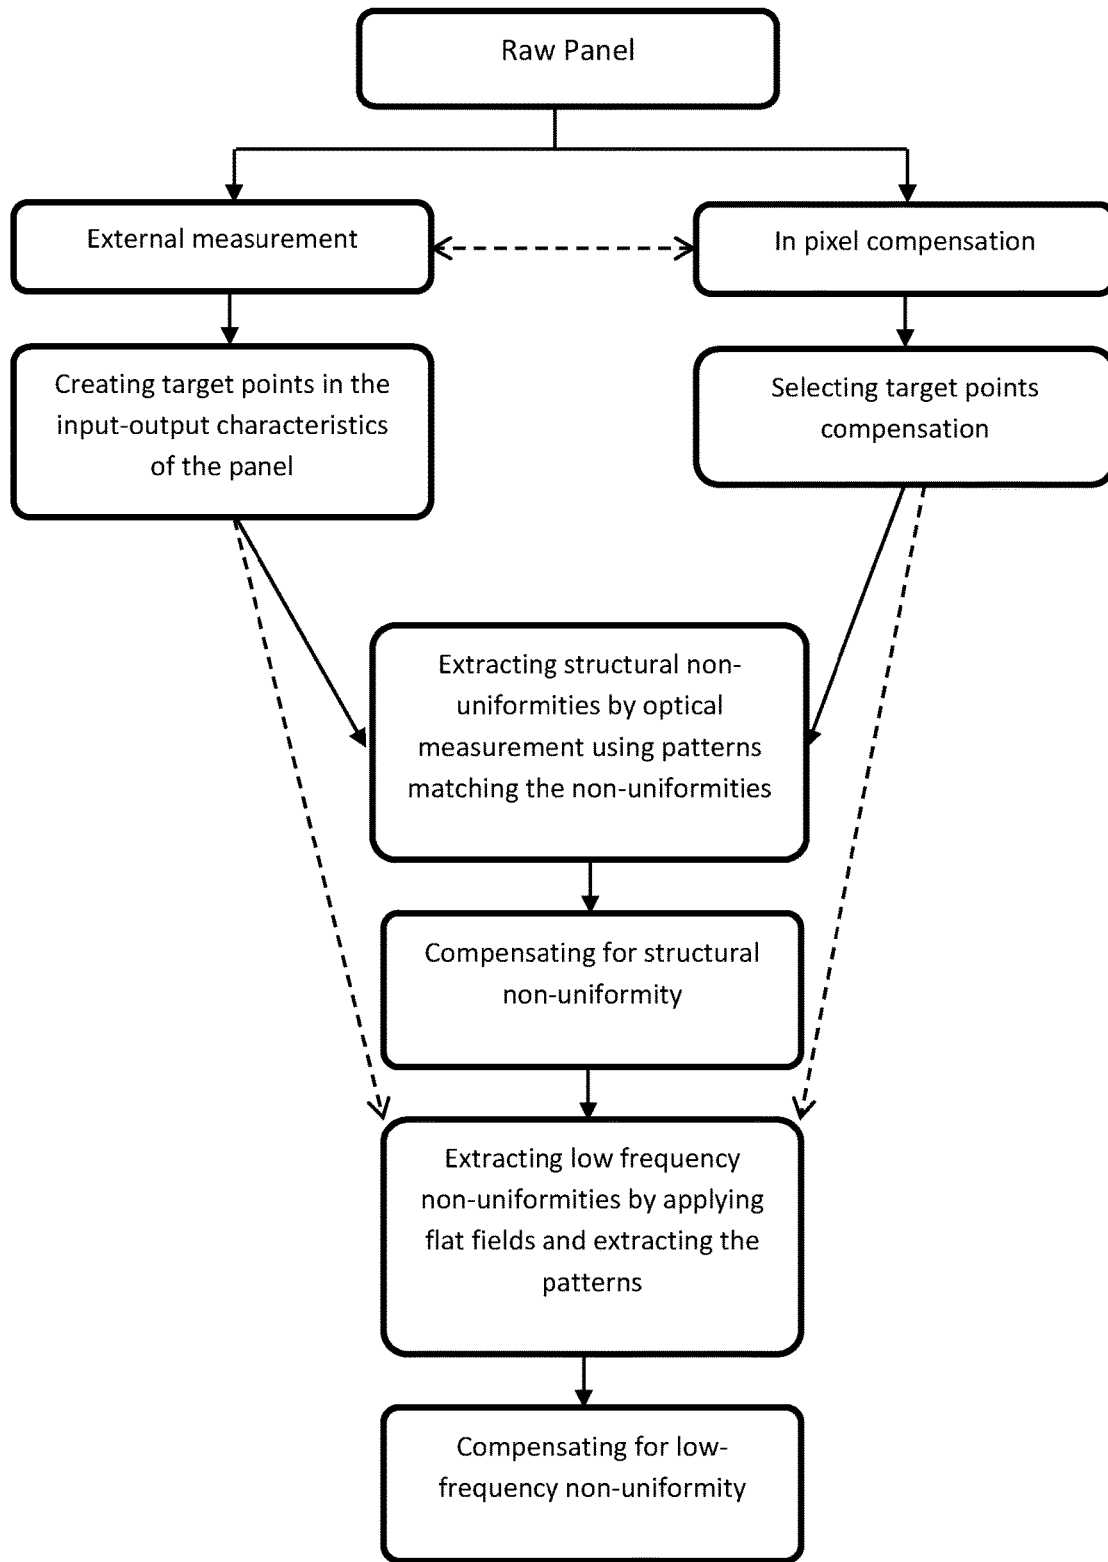 Raw Panel
External measurement
In pixel compensation
Creating target points in the
input-output characteristics
of the panel
Selecting target points
compensation
Extracting structural non-
uniformities by optical
measurement using patterns
matching the non-uniformities
Compensating for structural
non-uniformity
Extracting low frequency
non-uniformities by applying
flat fields and extracting the
patterns
Compensating for low-
frequency non-uniformity